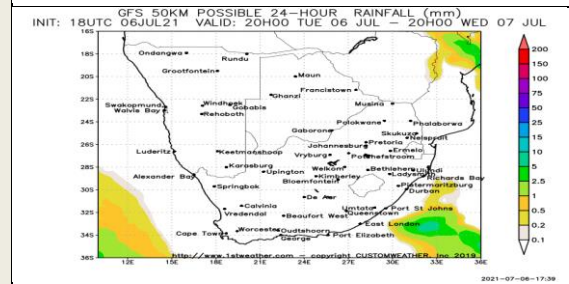 GFS 50KM POSSIBLE 24-HOUR RAINFALL (mm)
INIT: 18UTC 06JUL21 VALID: 20H00 TUE 06 JUL - 20H00 WED 07 JUL
16S
18S
20S
22S
24S
26S
28S
30S
32S
34S
36S
Ondangwa
Rundu
Grootfontein
Maun
Francistown
Ghanzi
Musina
Swakopmund
Windhoek
Gobabis
Walvis Bay
Rehoboth
Polokwane
Phalaborwa
Gaborone
Skukuza
Nelspruit
Pretoria
Johannesburg
Ermelo
Luderitz
Keetmanshoop
Vryburg
Potchefstroom
Karasburg
Welkom
Bethlehem
Ulundi
Alexander Bay
Upington
Kimberley
Ladysmith
Richards Bay
Bloemfontein
Pietermaritzburg
Springbok
Durban
De Aar
Calvinia
Umtata
Port St Johns
Vredendal
Beaufort West
Queenstown
East London
Cape Town
Worcester
Oudtshoorn
George
Port Elizabeth
http://www.1stweather.com - copyright CUSTOMWEATHER, Inc 2019
12E
15E
18E
21E
24E
27E
30E
33E
36E
200
150
100
75
50
25
15
10
5
2.5
1
0.5
0.2
0.1
2021-07-06-17:39